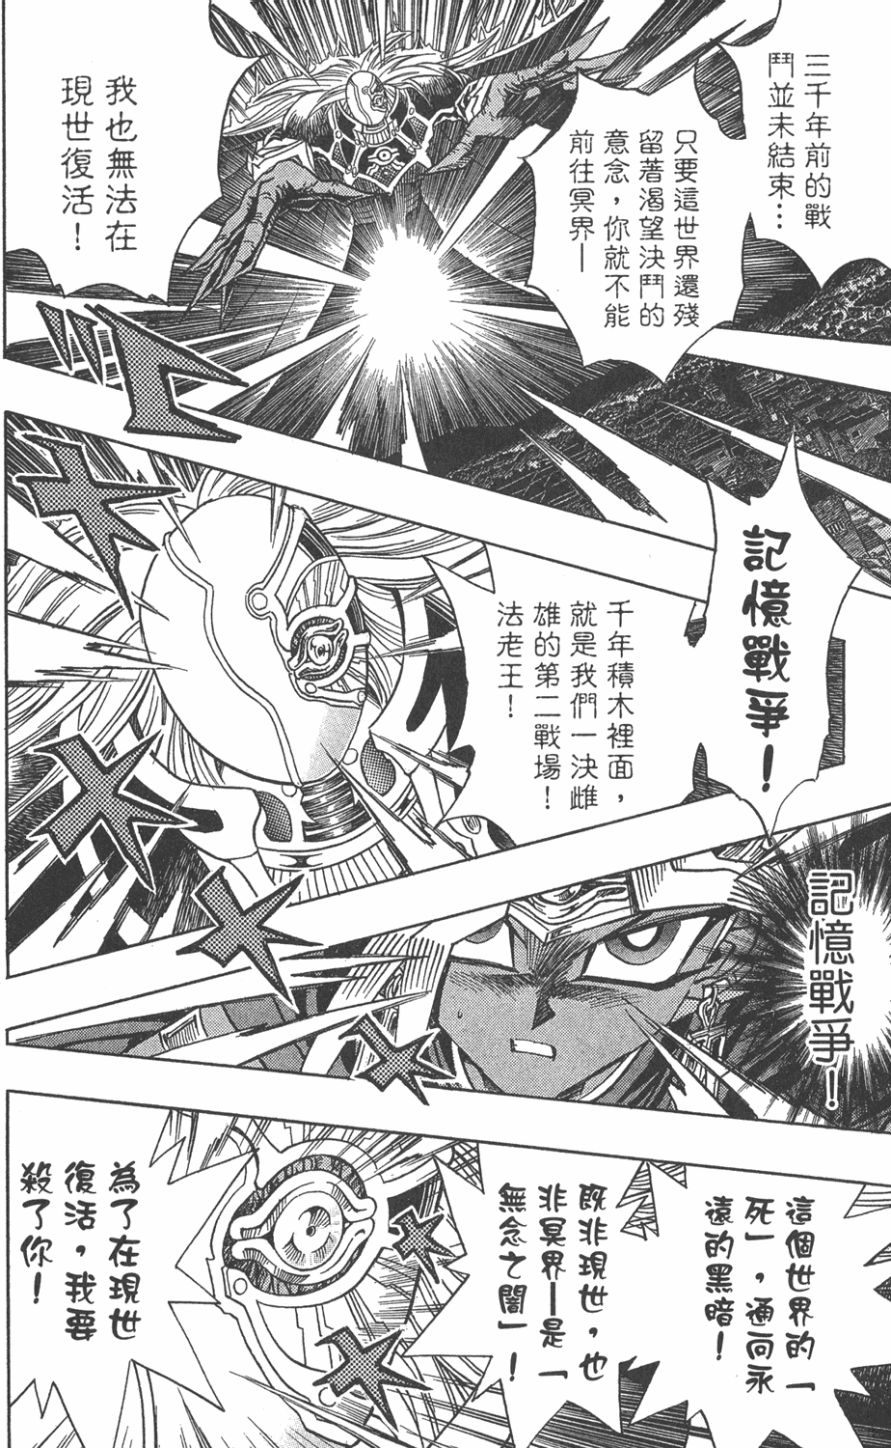 三千年前的戰
鬥並未結束…
只要這世界還殘
留著渴望決鬥的
意念，你就不能
前往冥界—
我也無法在
現世復活！
記憶戰爭！
千年積木裡面，
就是我們一決雌
雄的第二戰場！
法老王！
記憶戰爭！
這個世界的「
死」，通向永
遠的黑暗！
既非現世，也
非冥界—是「
無念之闇」！
為了在現世
復活，我要
殺了你！